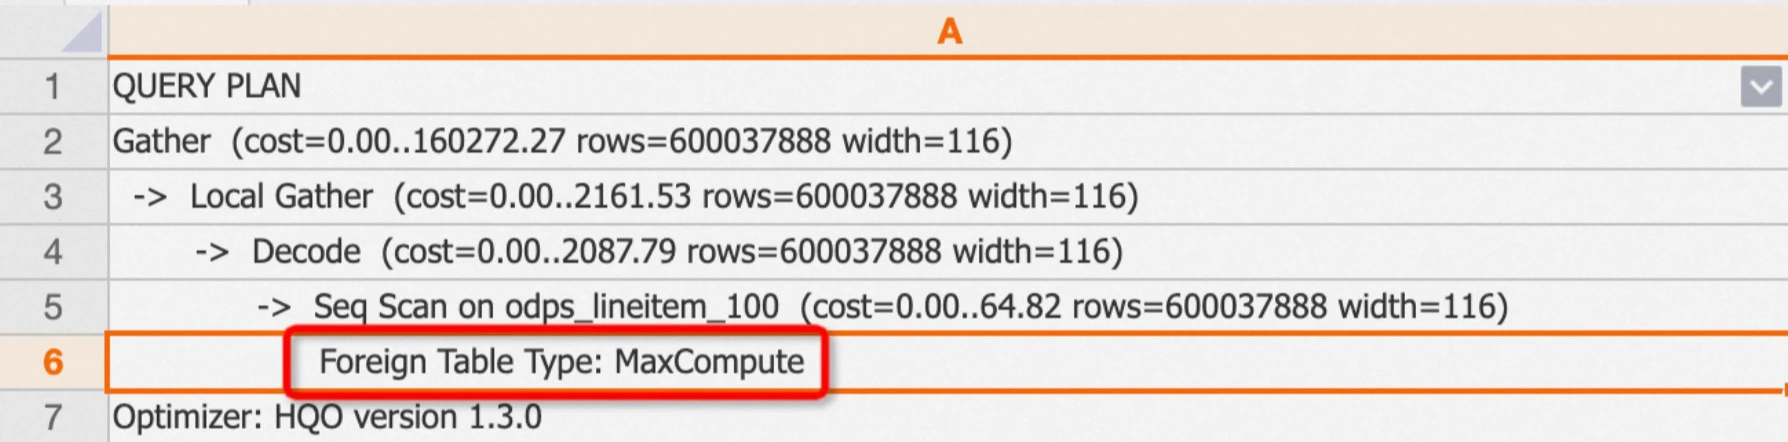 A
1 QUERY PLAN
2 Gather (cost=0.00..160272.27 rows=600037888 width=116)
3 -> Local Gather (cost=0.00..2161.53 rows=600037888 width=116)
4 -> Decode (cost=0.00..2087.79 rows=600037888 width=116)
5 -> Seq Scan on odps_lineitem_100 (cost=0.00..64.82 rows=600037888 width=116)
6 Foreign Table Type: MaxCompute
7 Optimizer: HQO version 1.3.0